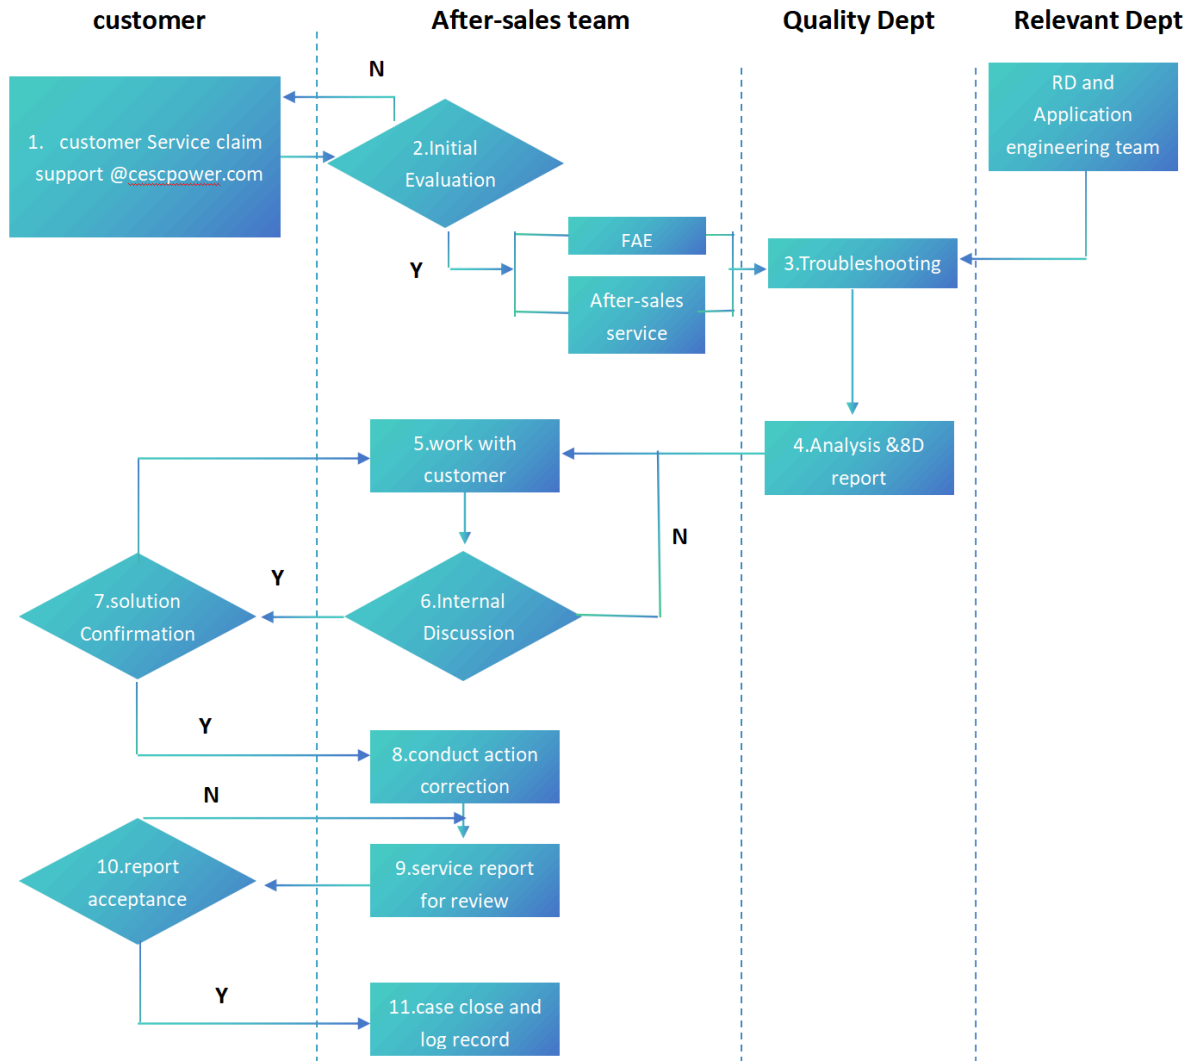 customer
After-sales team
Quality Dept
Relevant Dept
N
1. customer Service claim
support @cescpower.com
2.Initial
Evaluation
RD and
Application
engineering team
Y
FAE
After-sales
service
3.Troubleshooting
5.work with
customer
4.Analysis &8D
report
N
Y
7.solution
Confirmation
6.Internal
Discussion
Y
8.conduct action
correction
N
10.report
acceptance
9.service report
for review
Y
11.case close and
log record